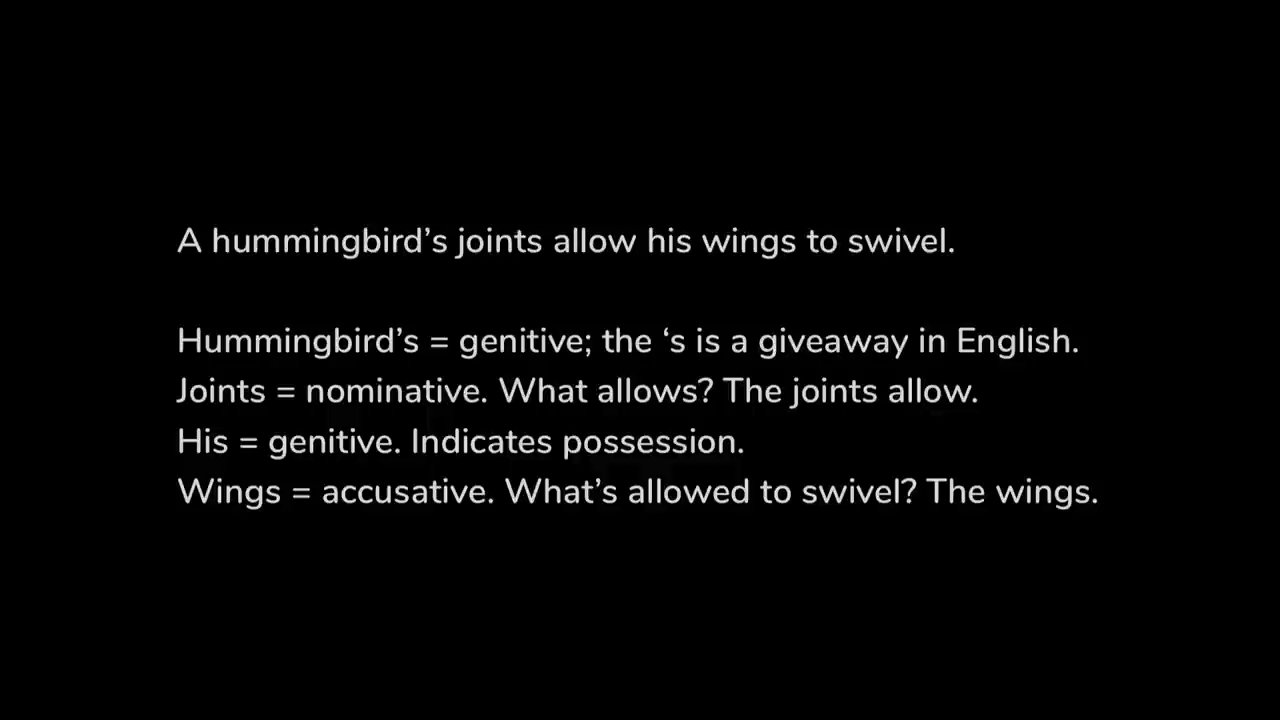 A hummingbird’s joints allow his wings to swivel.
Hummingbird’s = genitive; the ‘s is a giveaway in English.
Joints = nominative. What allows? The joints allow.
His = genitive. Indicates possession.
Wings = accusative. What’s allowed to swivel? The wings.